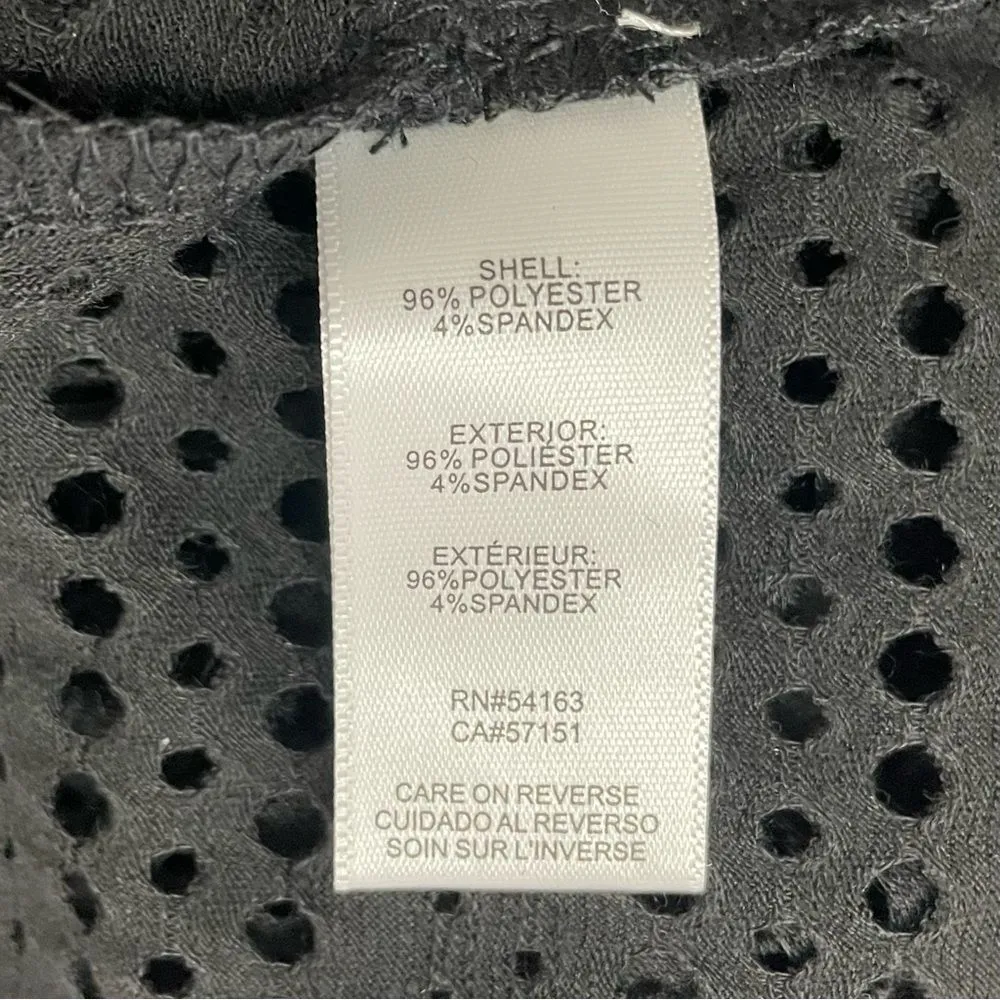 SHELL:
96% POLYESTER
4%SPANDEX
EXTERIOR:
96% POLIÉSTER
4%SPANDEX
EXTÉRIEUR:
96%POLYESTER
4%SPANDEX
RN#54163
CA#57151
CARE ON REVERSE
CUIDADO AL REVERSO
SOIN SUR L'INVERSE